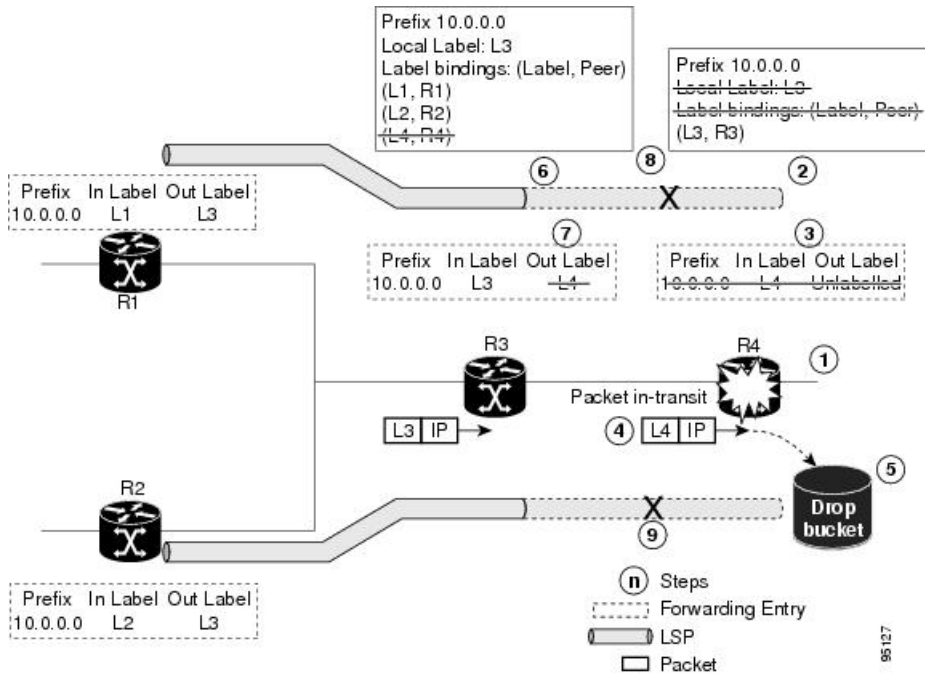 Prefix 10.0.0.0
Local Label: L3
Label bindings: (Label, Peer)
(L1, R1)
(L2, R2)
(L4, R4)
Prefix 10.0.0.0
Local Label: L3
Label bindings: (Label, Peer)
(L3, R3)
6
8
2
Prefix In Label Out Label
10.0.0.0 L1 L3
R1
7
Prefix In Label Out Label
10.0.0.0 L3 L4
3
Prefix In Label Out Label
10.0.0.0 L4 Unlabelled
R3
R4
1
Packet in-transit
L3 IP
4
L4 IP
5
Drop
bucket
R2
9
Prefix In Label Out Label
10.0.0.0 L2 L3
n Steps
Forwarding Entry
LSP
Packet
95127